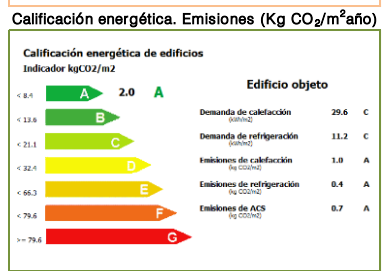 Calificación energética. Emisiones (Kg CO₂/m²año)
Calificación energética de edificios
Indicador kgCO2/m2
Edificio objeto
< 8.4 A 2.0 A
< 13.6 B
< 21.1 C
< 32.4 D
< 66.3 E
< 79.6 F
>= 79.6 G
Demanda de calefacción 29.6 C
(kWh/m2)
Demanda de refrigeración 11.2 C
(kWh/m2)
Emisiones de calefacción 1.0 A
(kg CO2/m2)
Emisiones de refrigeración 0.4 A
(kg CO2/m2)
Emisiones de ACS 0.7 A
(kg CO2/m2)